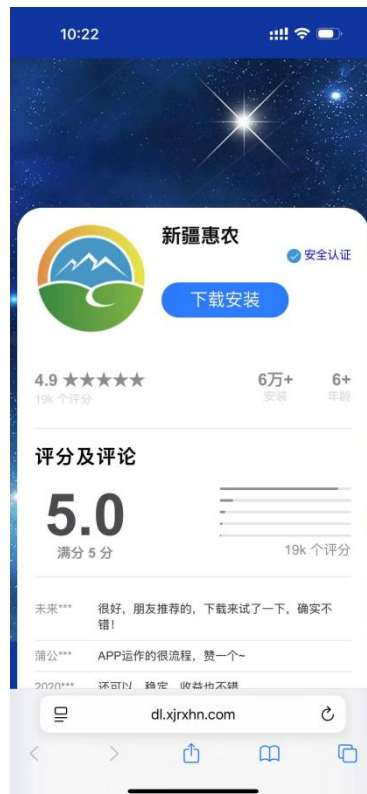 10:22
新疆惠农
安全认证
下载安装
4.9 ★★★★★
6万+
6+
19k 个评分
安装
年龄
评分及评论
5.0
满分 5 分
19k 个评分
未来***
很好，朋友推荐的，下载来试了一下，确实不
错！
蒲公***
APP运作的很流程，赞一个~
2020***
还可以，稳定，收益也不错
dl.xjrxhn.com